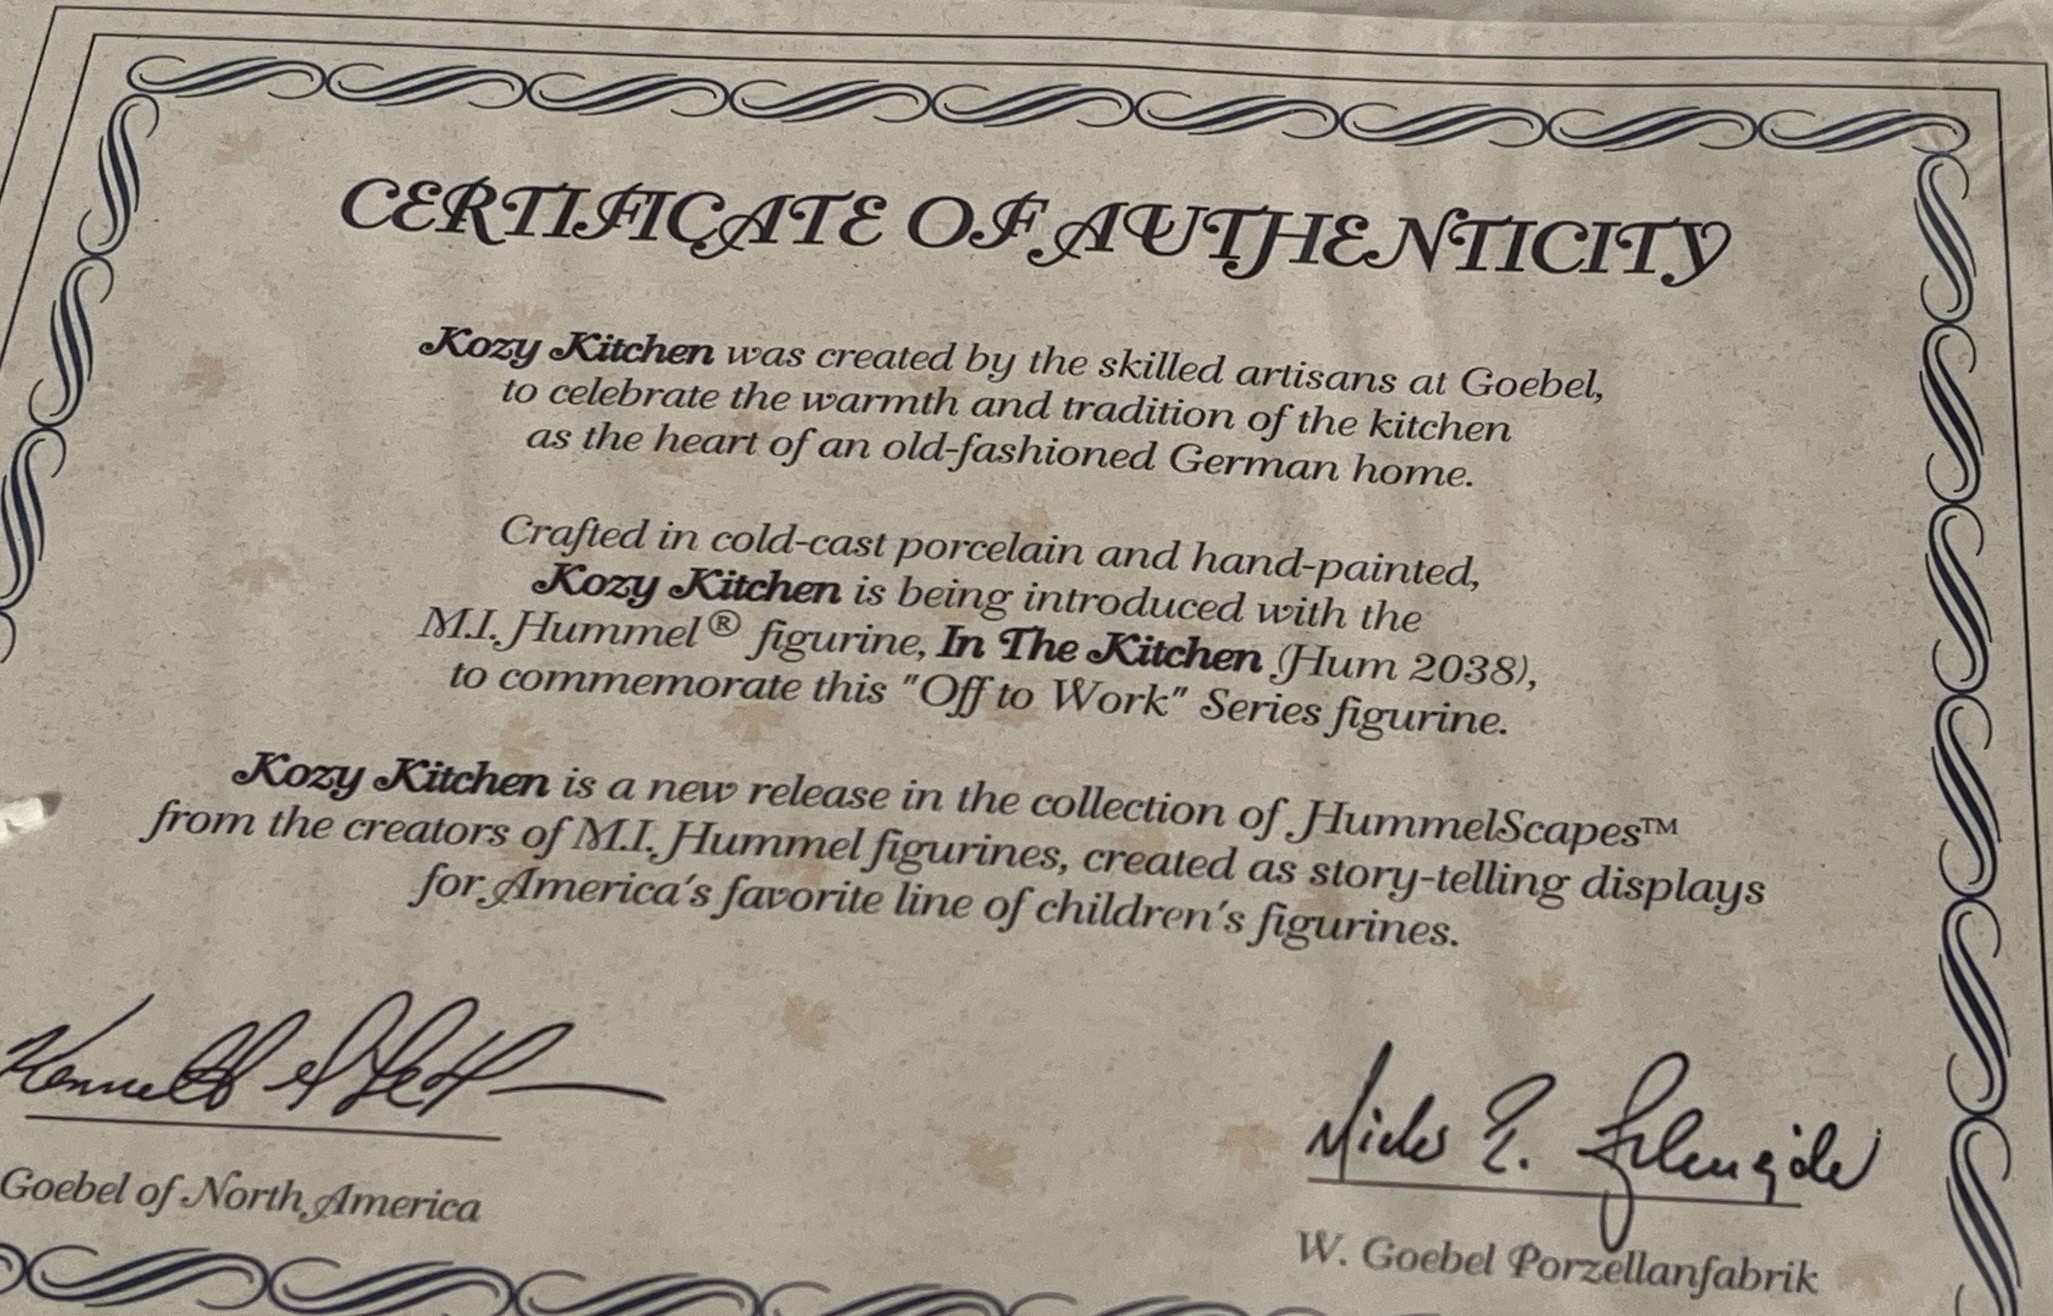 CERTIFICATE OF AUTHENTICITY
Kozy Kitchen was created by the skilled artisans at Goebel,
to celebrate the warmth and tradition of the kitchen
as the heart of an old-fashioned German home.
Crafted in cold-cast porcelain and hand-painted,
Kozy Kitchen is being introduced with the
M.I. Hummel® figurine, In The Kitchen (Hum 2038),
to commemorate this "Off to Work" Series figurine.
Kozy Kitchen is a new release in the collection of HummelScapes™
from the creators of M.I. Hummel figurines, created as story-telling displays
for America's favorite line of children's figurines.
Kenneth
Goebel of North America
W. Goebel Porzellanfabrik